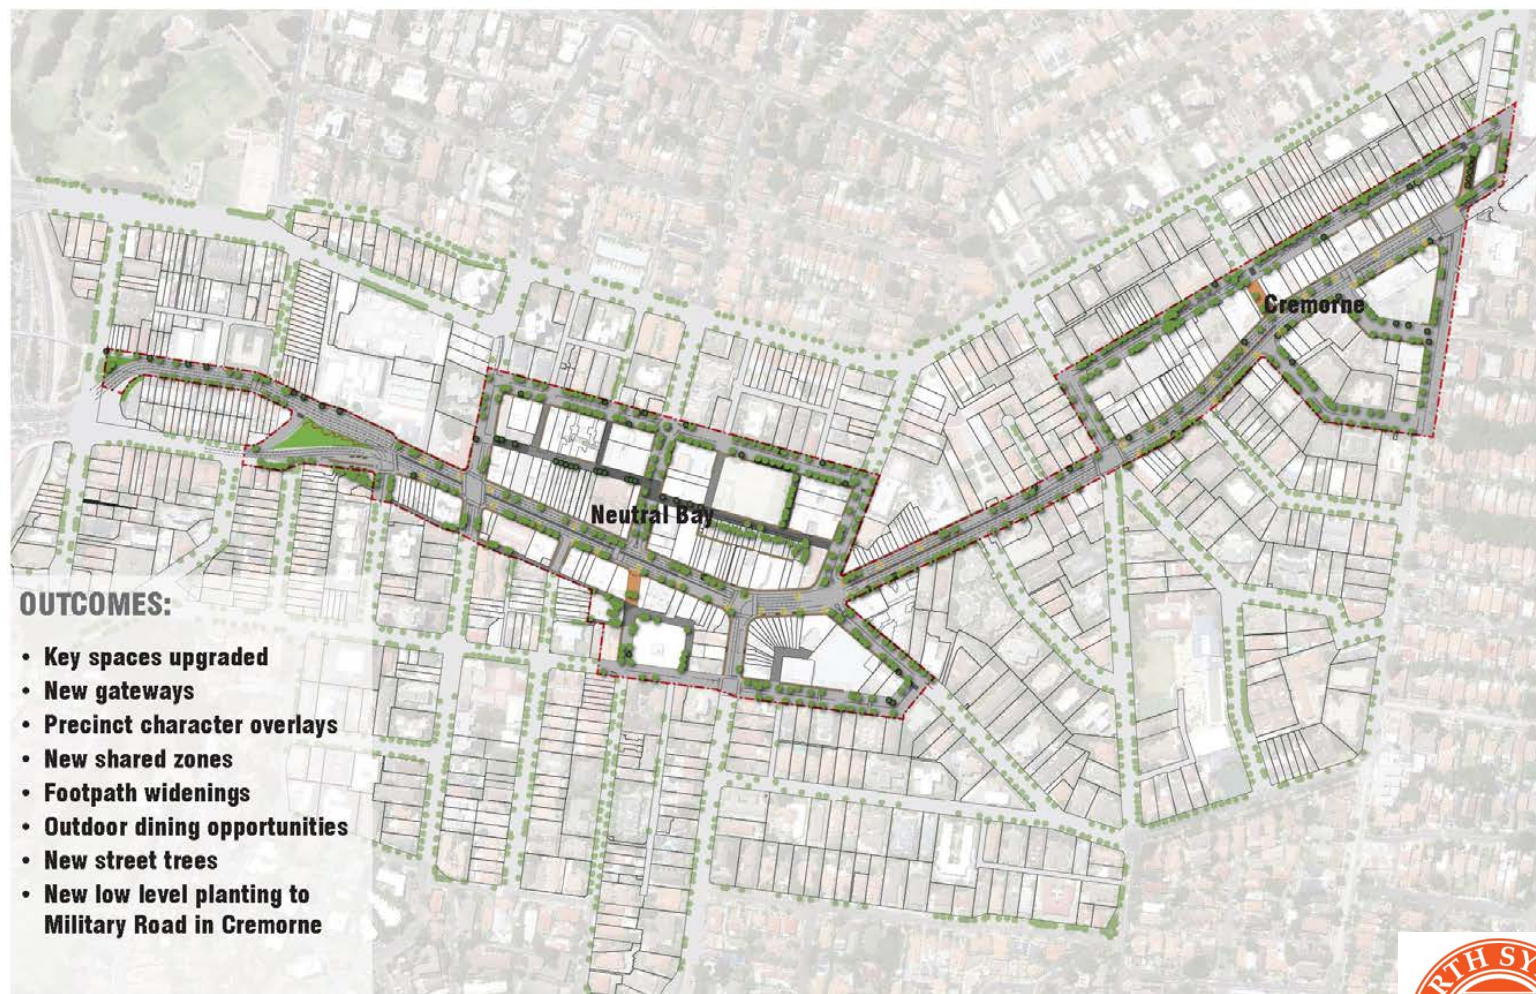 Cremorne
Neutral Bay
OUTCOMES:
• Key spaces upgraded
• New gateways
• Precinct character overlays
• New shared zones
• Footpath widenings
• Outdoor dining opportunities
• New street trees
• New low level planting to
Military Road in Cremorne